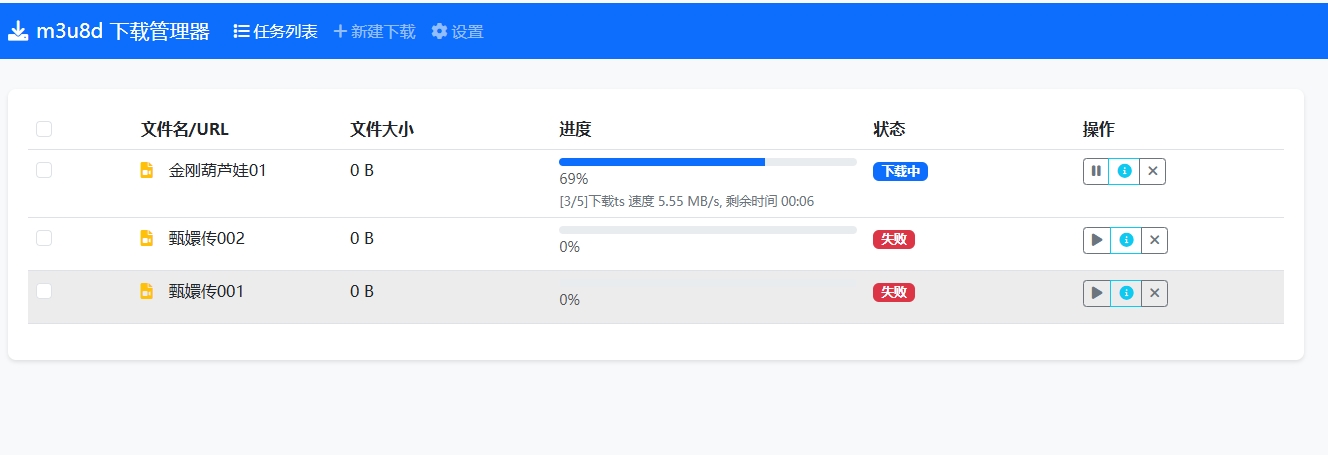 m3u8d 下载管理器 任务列表 新建下载 设置
文件名/URL 文件大小 进度 状态 操作
金刚葫芦娃01 0 B 69% 下载中
[3/5]下载ts 速度 5.55 MB/s, 剩余时间 00:06
甄嬛传002 0 B 0% 失败
甄嬛传001 0 B 0% 失败